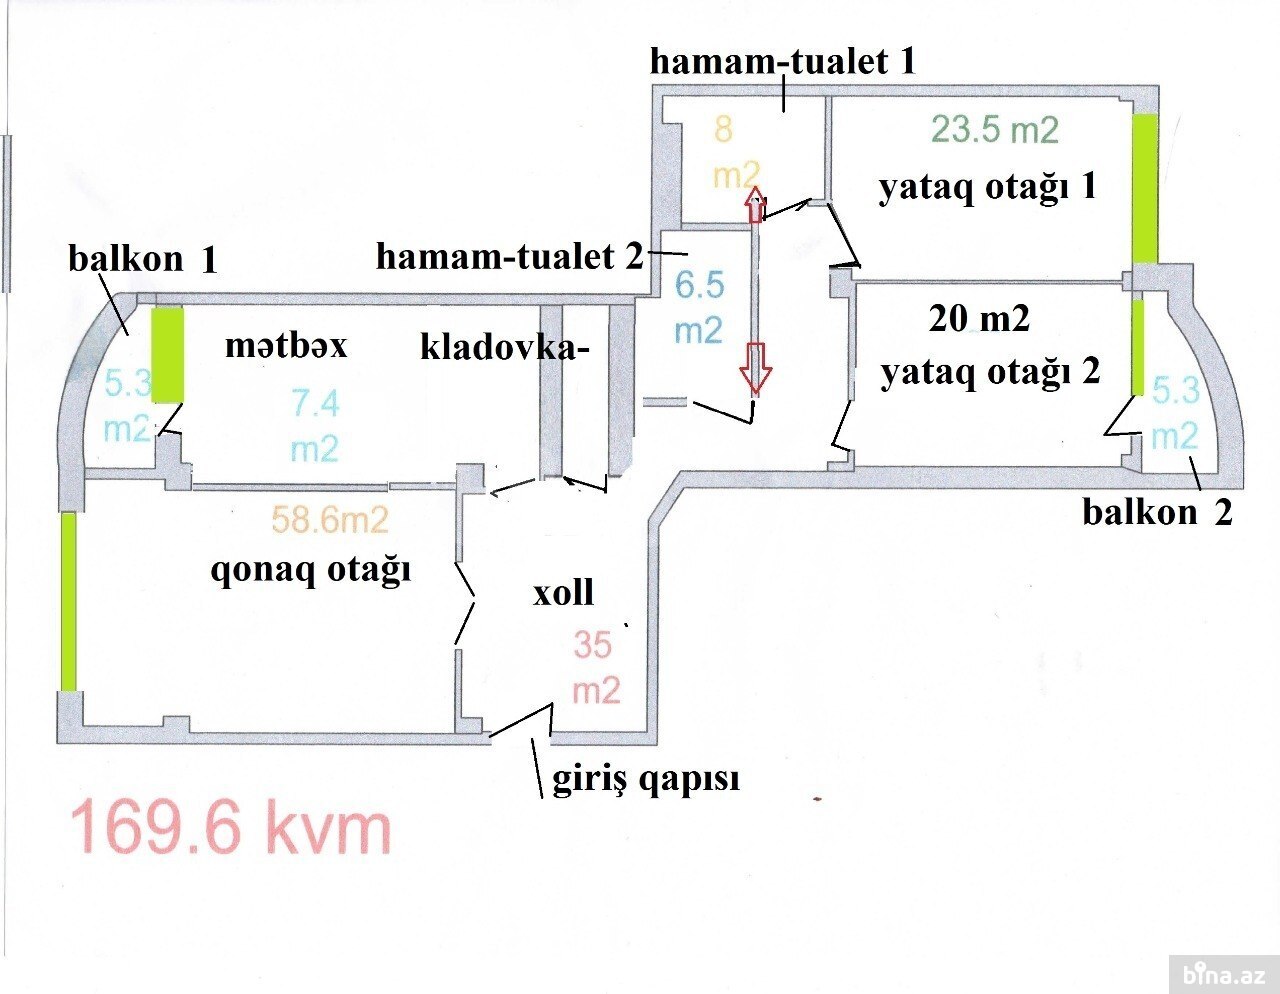 hamam-tualet 1
8
m2
23.5 m2
yataq otağı 1
balkon 1
hamam-tualet 2
6.5
m2
20 m2
yataq otağı 2
mətbəx
kladovka-
5.3
m2
7.4
m2
5.3
m2
58.6m2
qonaq otağı
balkon 2
xoll
35
m2
giriş qapısı
169.6 kvm
bina.az